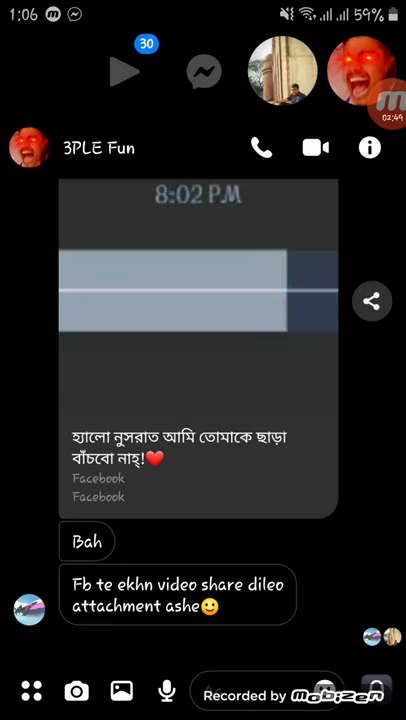 1:06
59%
30
02:49
3PLE Fun
8:02 P.M
হ্যালো নুসরাত আমি তোমাকে ছাড়া
বাঁচবো নাহ্!❤️
Facebook
Facebook
Bah
Fb te ekhn video share dileo
attachment ashe🙂
Recorded by mobizen